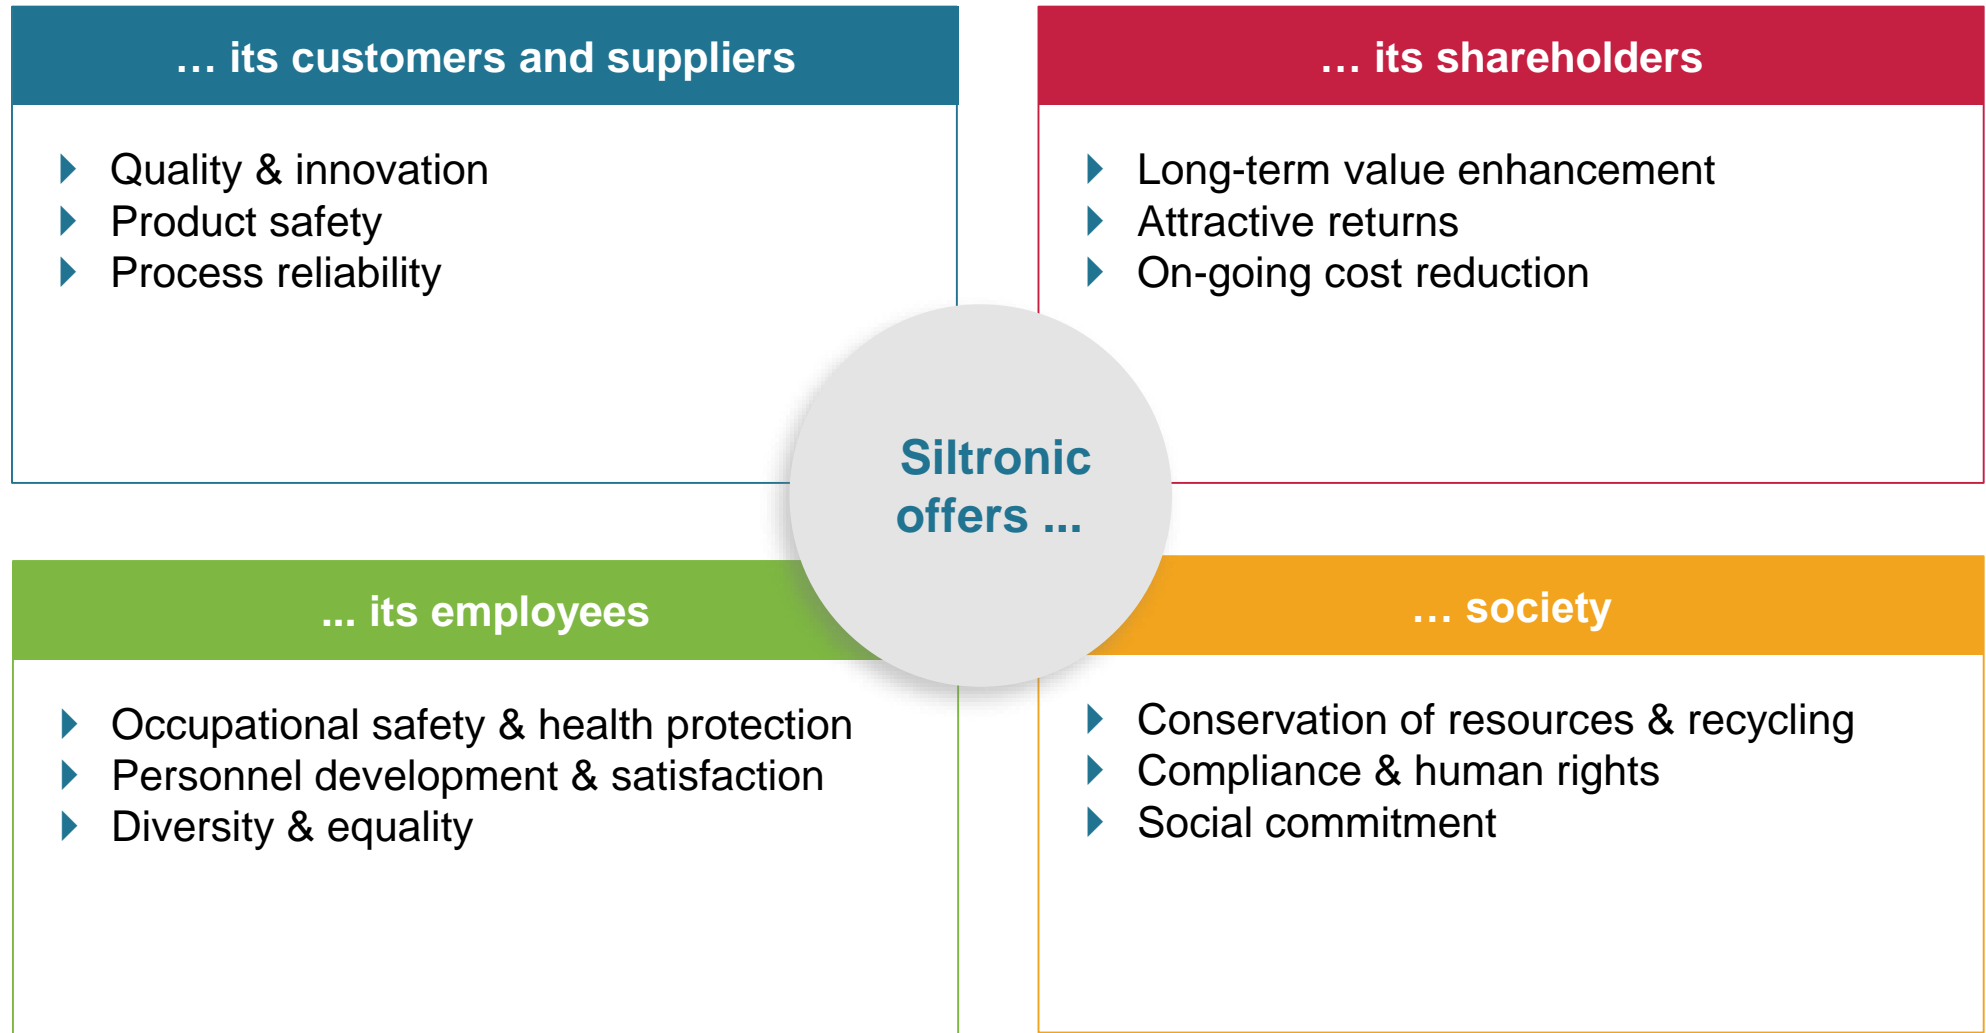 … its customers and suppliers
Quality & innovation
Product safety
Process reliability
… its shareholders
Long-term value enhancement
Attractive returns
On-going cost reduction
Siltronic
offers ...
... its employees
Occupational safety & health protection
Personnel development & satisfaction
Diversity & equality
… society
Conservation of resources & recycling
Compliance & human rights
Social commitment